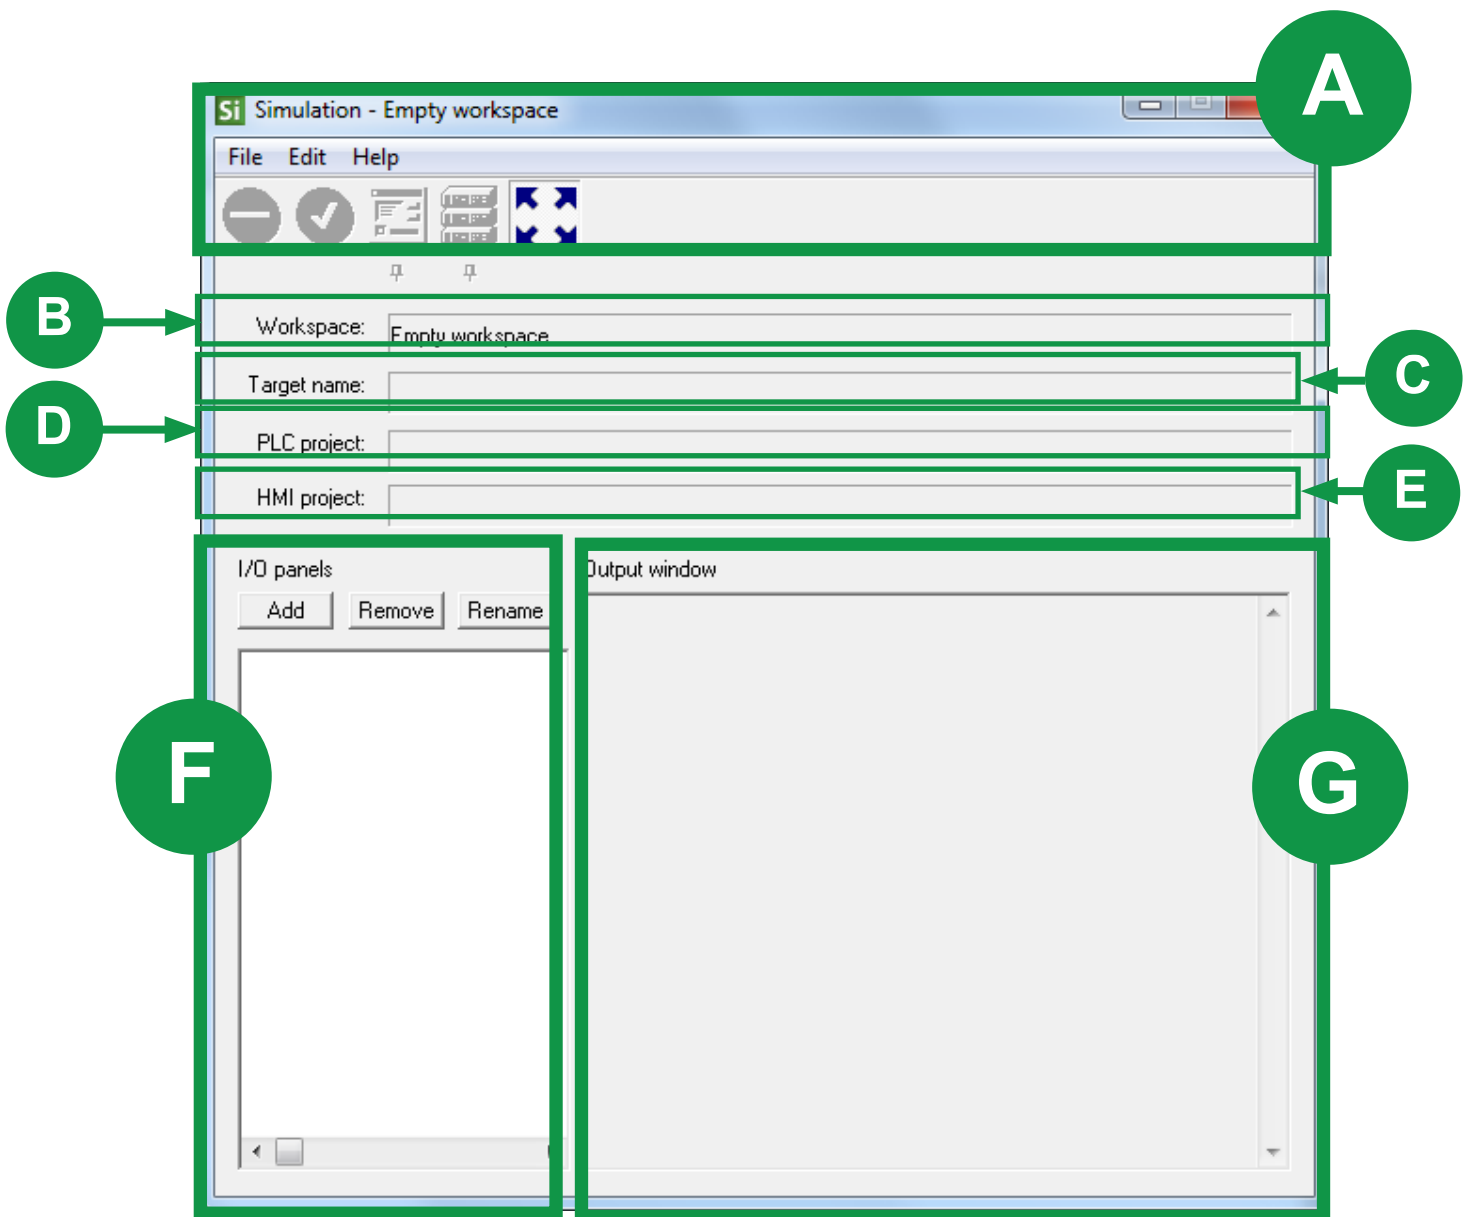 A
Si Simulation - Empty workspace
File Edit Help
B
Workspace: Empty workspace
Target name:
C
D
PLC project:
HMI project:
E
I/O panels
Output window
Add Remove Rename
F
G